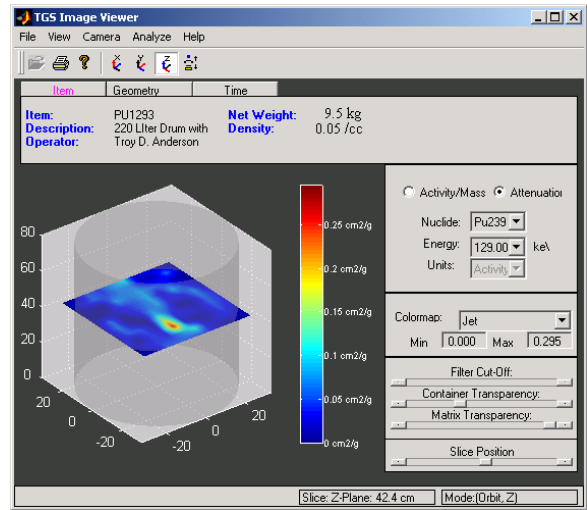 TGS Image Viewer
File View Camera Analyze Help
X Y Z
Item Geometry Time
Item: PU1293 Net Weight: 9.5 kg
Description: 220 LIter Drum with Density: 0.05 /cc
Operator: Troy D. Anderson
Activity/Mass Attenuation
Nuclide: Pu239
Energy: 129.00 ke\
Units: Activity
Colormap: Jet
Min 0.000 Max 0.295
Filter Cut-Off:
Container Transparency:
Matrix Transparency:
Slice Position
80
60
40
20
0
20
0
-20
-20
0
20
0.25 cm2/g
0.2 cm2/g
0.15 cm2/g
0.1 cm2/g
0.05 cm2/g
0 cm2/g
Slice: Z-Plane: 42.4 cm Mode:(Orbit, Z)